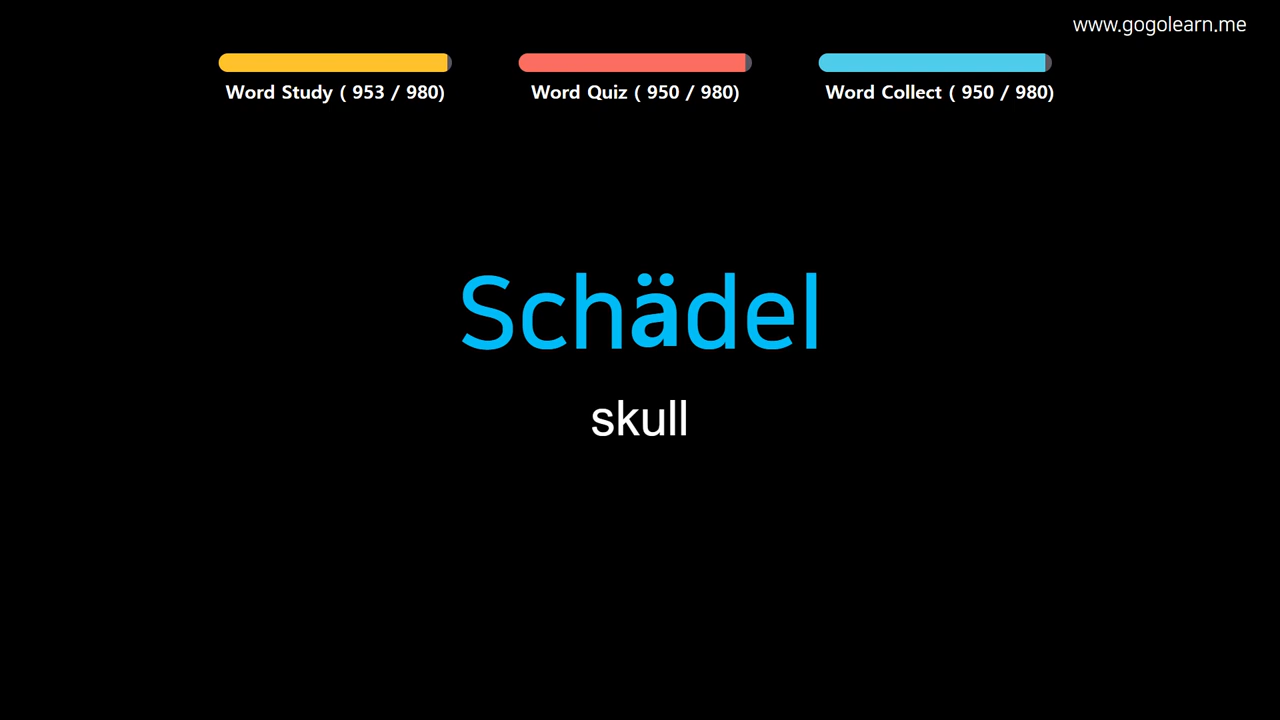 www.gogolearn.me
Word Study ( 953 / 980)
Word Quiz ( 950 / 980)
Word Collect ( 950 / 980)
Schädel
skull